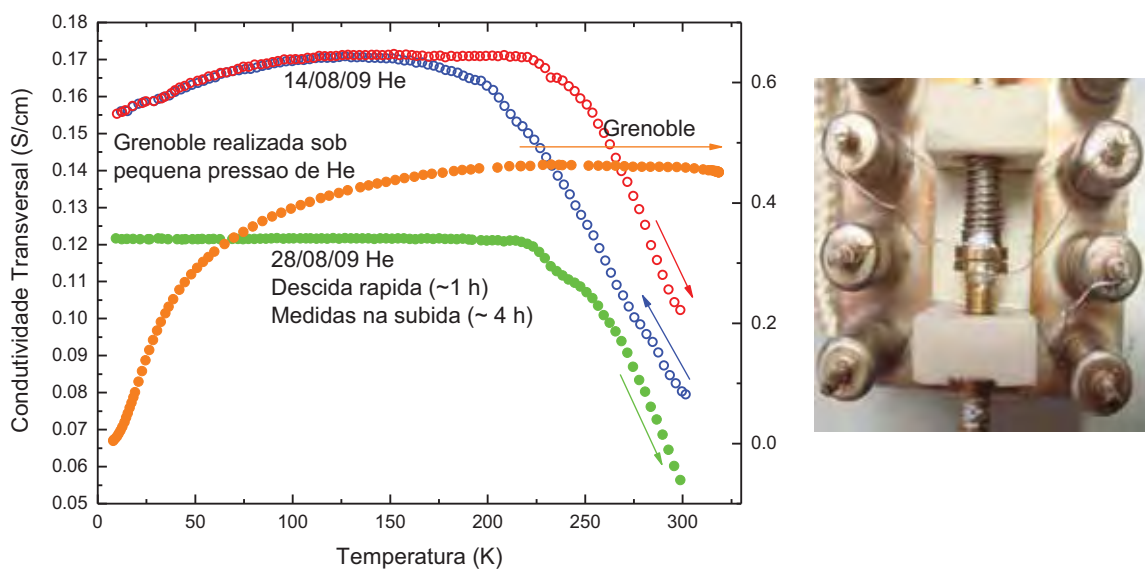 0.18
0.17
0.16
0.15
0.14
0.13
0.12
0.11
0.10
0.09
0.08
0.07
0.06
0.05
Condutividade Transversal (S/cm)
14/08/09 He
Grenoble realizada sob
pequena pressao de He
Grenoble
28/08/09 He
Descida rapida (~1 h)
Medidas na subida (~ 4 h)
0.6
0.4
0.2
0.0
0 50 100 150 200 250 300
Temperatura (K)